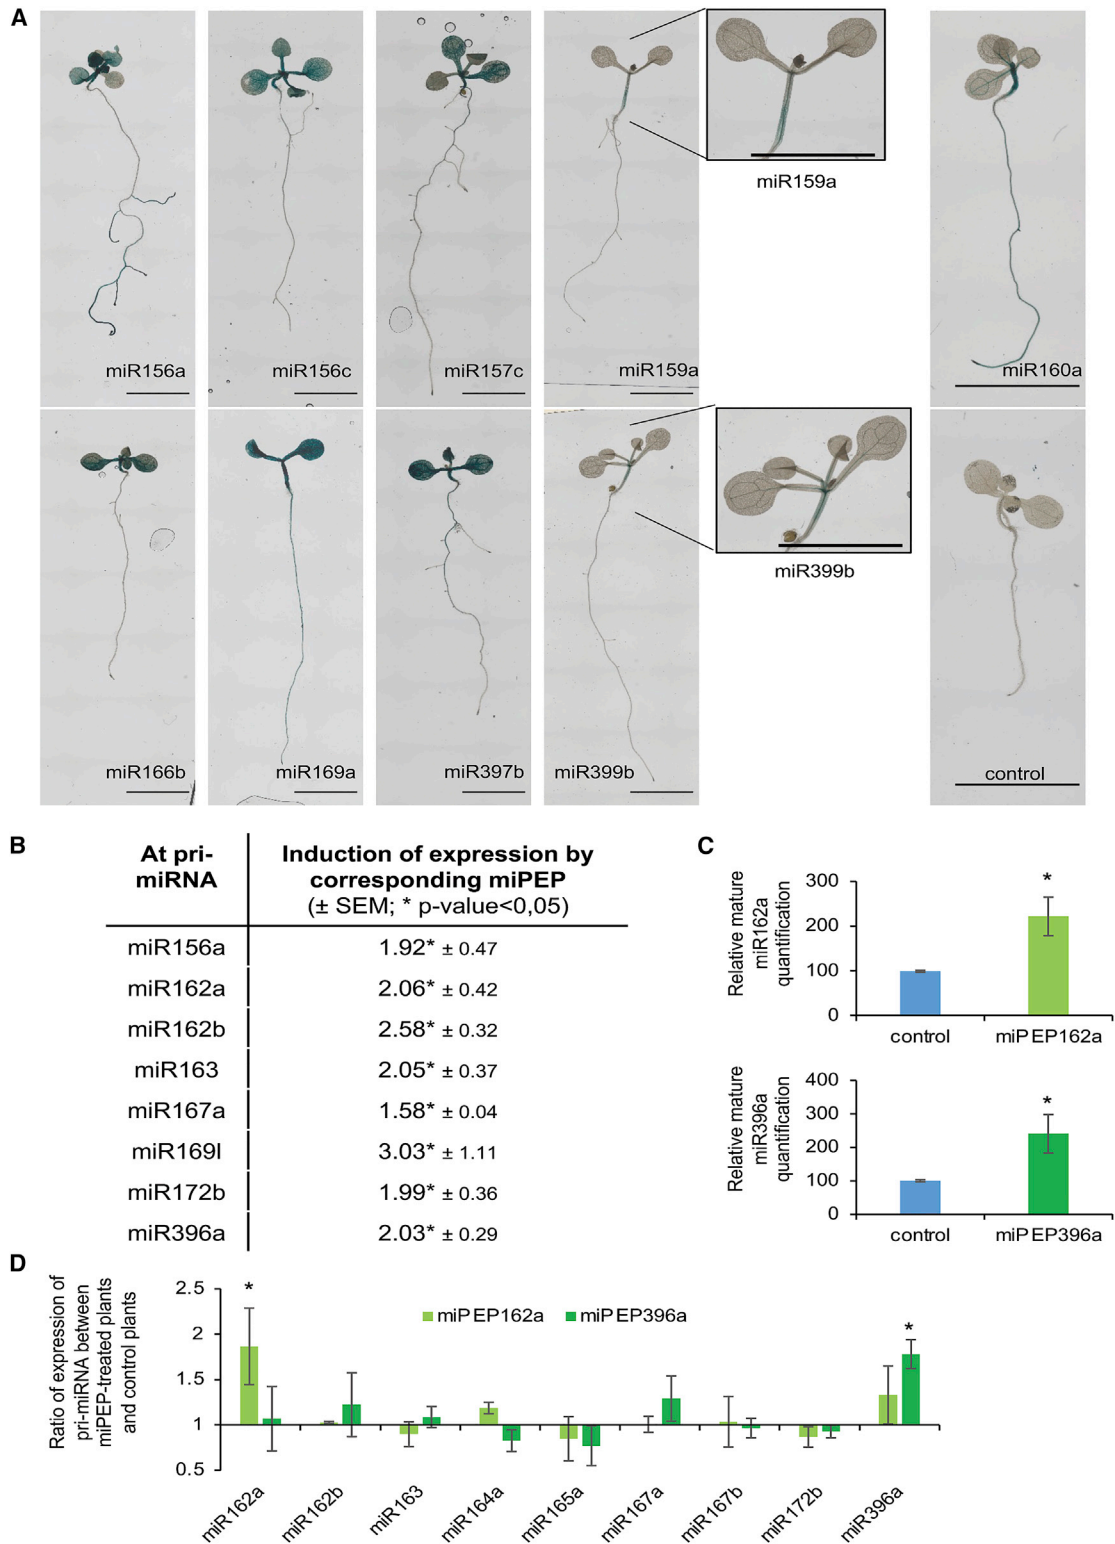 A
miR156a
miR156c
miR157c
miR159a
miR159a
miR160a
miR166b
miR169a
miR397b
miR399b
miR399b
control
B
At pri-
miRNA
Induction of expression by
corresponding miPEP
(± SEM; * p-value<0,05)
miR156a 1.92* ± 0.47
miR162a 2.06* ± 0.42
miR162b 2.58* ± 0.32
miR163 2.05* ± 0.37
miR167a 1.58* ± 0.04
miR169l 3.03* ± 1.11
miR172b 1.99* ± 0.36
miR396a 2.03* ± 0.29
C
Relative mature
miR162a
quantification
300
200
100
0
*
control miPEP162a
Relative mature
miR396a
quantification
400
300
200
100
0
*
control miPEP396a
D
Ratio of expression of
pri-miRNA between
miPEP-treated plants
and control plants
2.5
2
1.5
1
0.5
*
miPEP162a miPEP396a
*
miR162a
miR162b
miR163
miR164a
miR165a
miR167a
miR167b
miR172b
miR396a